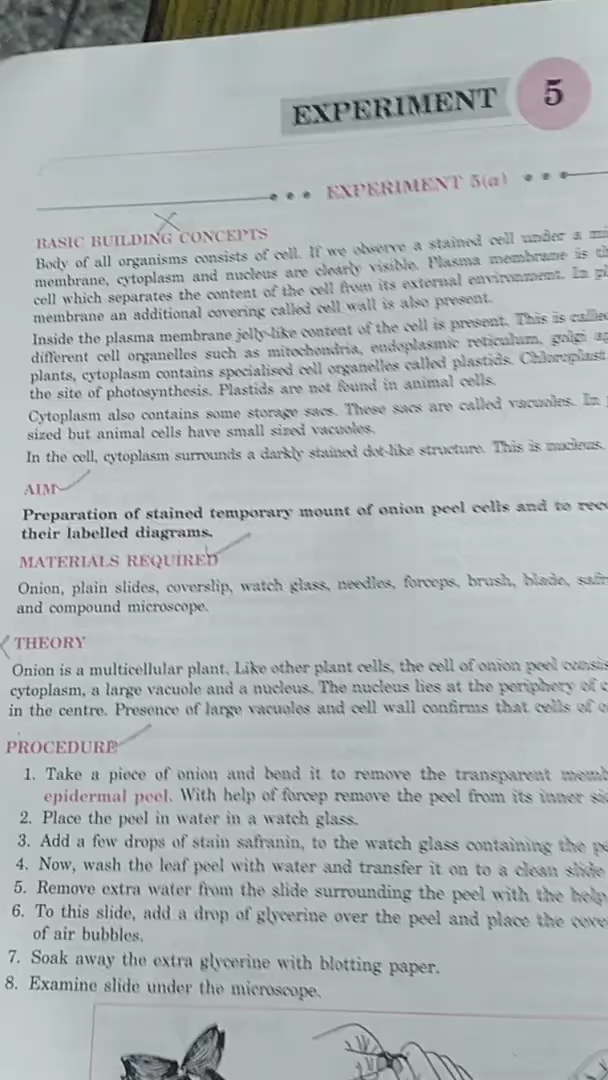 EXPERIMENT 5
EXPERIMENT 5(a)
BASIC BUILDING CONCEPTS
Body of all organisms consists of cell. If we observe a stained cell under a
membrane, cytoplasm and nucleus are clearly visible. Plasma membrane is
cell which separates the content of the cell from its external environment. In
membrane an additional covering called cell wall is also present.
Inside the plasma membrane jelly-like content of the cell is present. This is
different cell organelles such as mitochondria, endoplasmic reticulum, golgi
plants, cytoplasm contains specialised cell organelles called plastids. Chloroplast
the site of photosynthesis. Plastids are not found in animal cells.
Cytoplasm also contains some storage sacs. These sacs are called vacuoles. In
sized but animal cells have small sized vacuoles.
In the cell, cytoplasm surrounds a darkly stained dot-like structure. This is nucleus.
AIM
Preparation of stained temporary mount of onion peel cells and to
their labelled diagrams.
MATERIALS REQUIRED
Onion, plain slides, coverslip, watch glass, needles, forceps, brush, blade,
and compound microscope.
THEORY
Onion is a multicellular plant. Like other plant cells, the cell of onion peel
cytoplasm, a large vacuole and a nucleus. The nucleus lies at the periphery of
in the centre. Presence of large vacuoles and cell wall confirms that cells of
PROCEDURE
1. Take a piece of onion and bend it to remove the transparent
epidermal peel. With help of forcep remove the peel from its inner
2. Place the peel in water in a watch glass.
3. Add a few drops of stain safranin, to the watch glass containing the
4. Now, wash the leaf peel with water and transfer it on to a clean slide
5. Remove extra water from the slide surrounding the peel with the help
6. To this slide, add a drop of glycerine over the peel and place the
of air bubbles.
7. Soak away the extra glycerine with blotting paper.
8. Examine slide under the microscope.